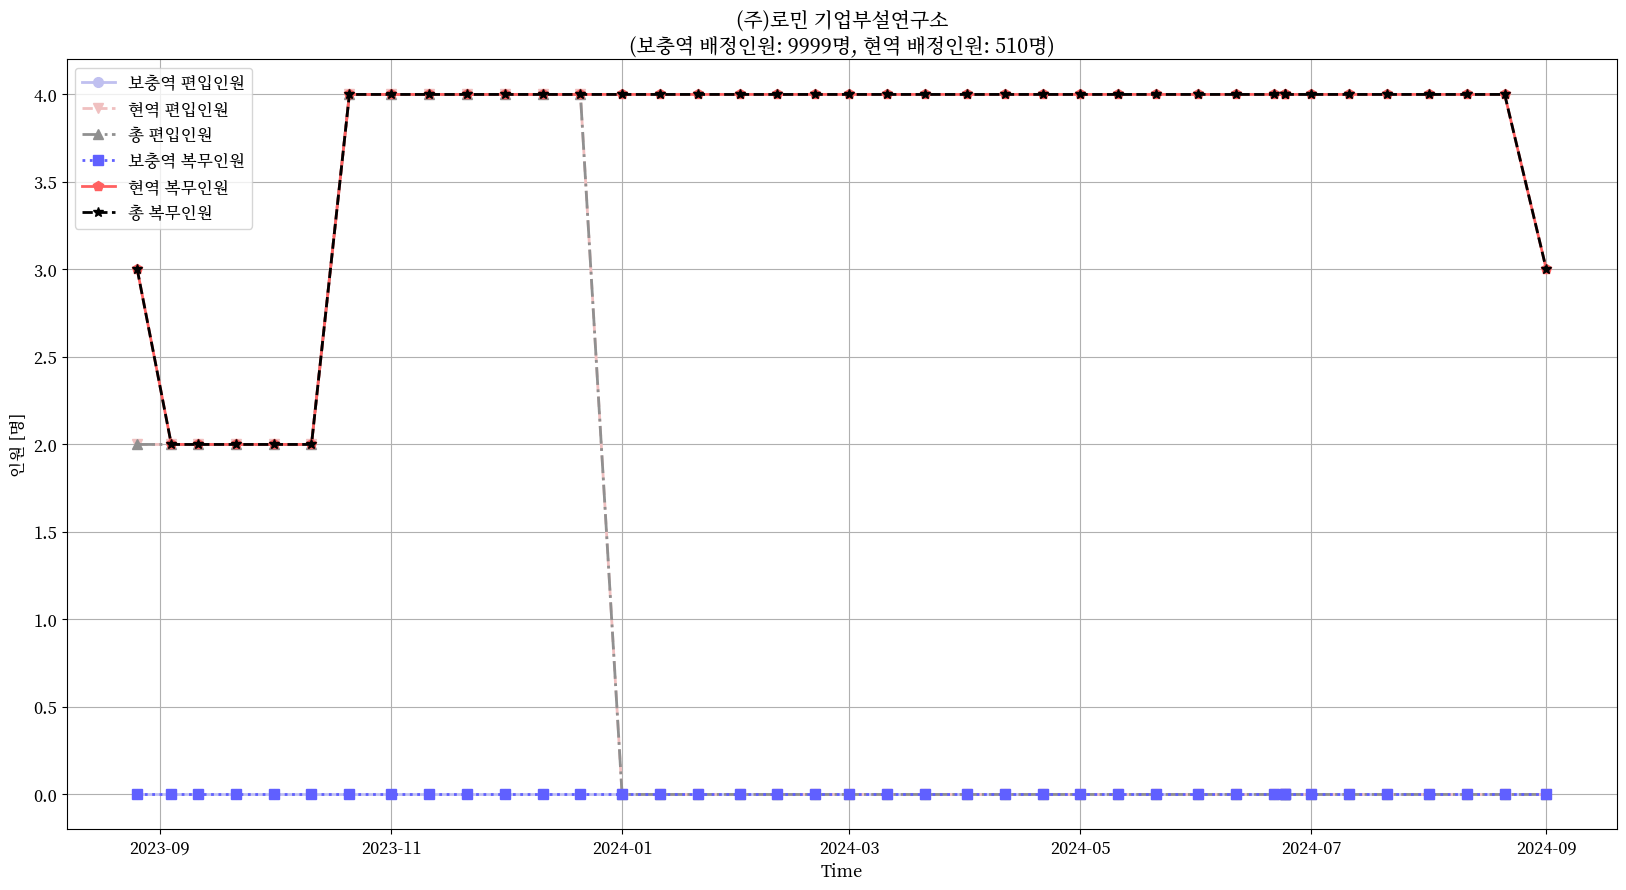 (주)로민 기업부설연구소
(보충역 배정인원: 9999명, 현역 배정인원: 510명)
보충역 편입인원
현역 편입인원
총 편입인원
보충역 복무인원
현역 복무인원
총 복무인원
4.0
3.5
3.0
2.5
2.0
1.5
1.0
0.5
0.0
인원 [명]
2023-09
2023-11
2024-01
2024-03
2024-05
2024-07
2024-09
Time